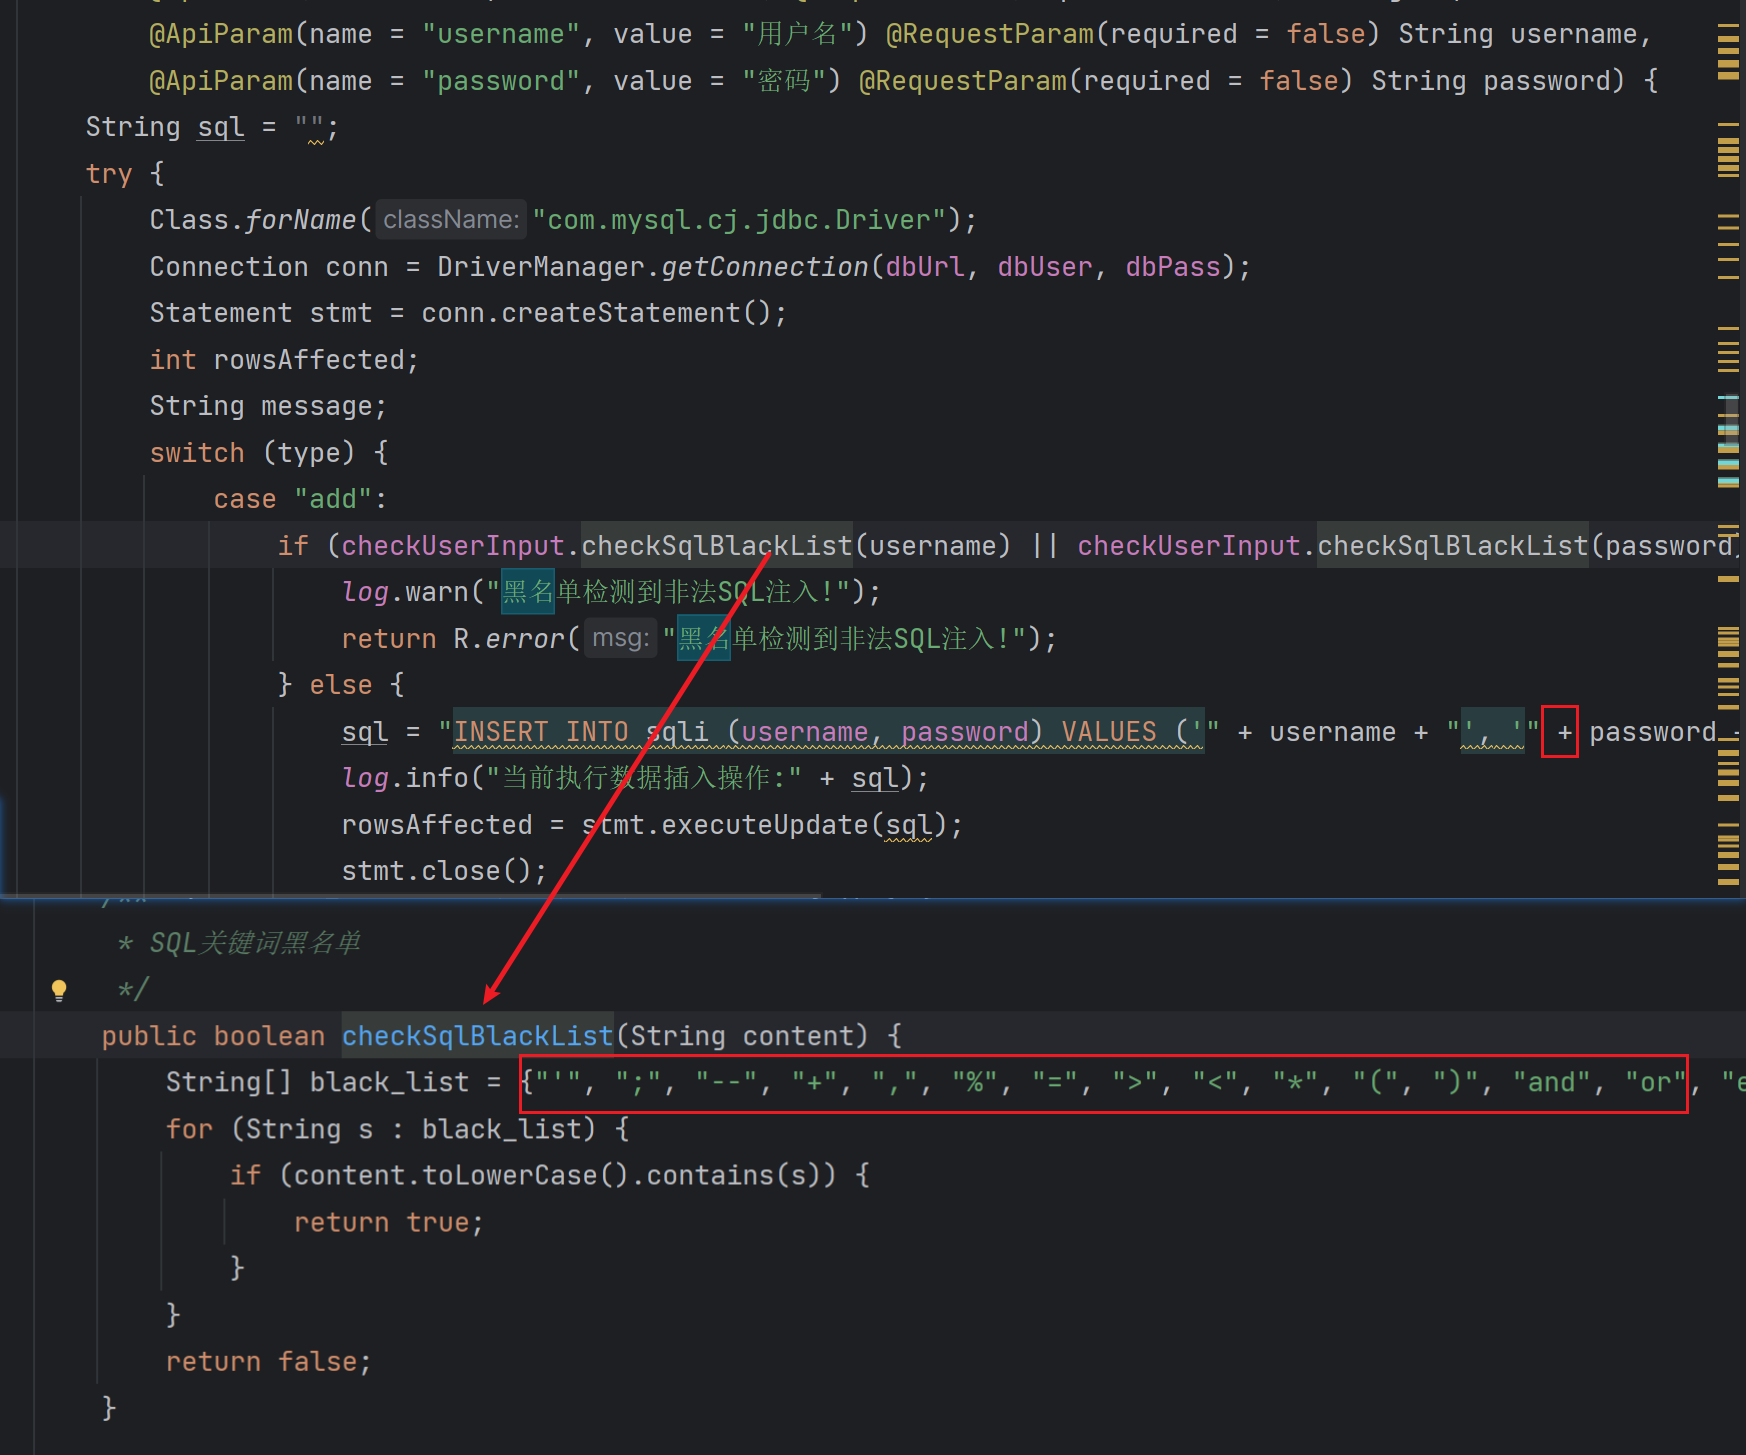 @ApiParam(name = "username", value = "用户名") @RequestParam(required = false) String username,
@ApiParam(name = "password", value = "密码") @RequestParam(required = false) String password) {
String sql = "";
try {
Class.forName( className: "com.mysql.cj.jdbc.Driver");
Connection conn = DriverManager.getConnection(dbUrl, dbUser, dbPass);
Statement stmt = conn.createStatement();
int rowsAffected;
String message;
switch (type) {
case "add":
if (checkUserInput.checkSqlBlackList(username) || checkUserInput.checkSqlBlackList(password)
log.warn("黑名单检测到非法SQL注入!");
return R.error( msg: "黑名单检测到非法SQL注入!");
} else {
sql = "INSERT INTO sqli (username, password) VALUES ('" + username + "', '" + password
log.info("当前执行数据插入操作:" + sql);
rowsAffected = stmt.executeUpdate(sql);
stmt.close();
/**
* SQL关键词黑名单
*/
public boolean checkSqlBlackList(String content) {
String[] black_list = {"'", ";", "--", "+", ",", "%", "=", ">", "<", "*", "(", ")", "and", "or", "e
for (String s : black_list) {
if (content.toLowerCase().contains(s)) {
return true;
}
}
return false;
}